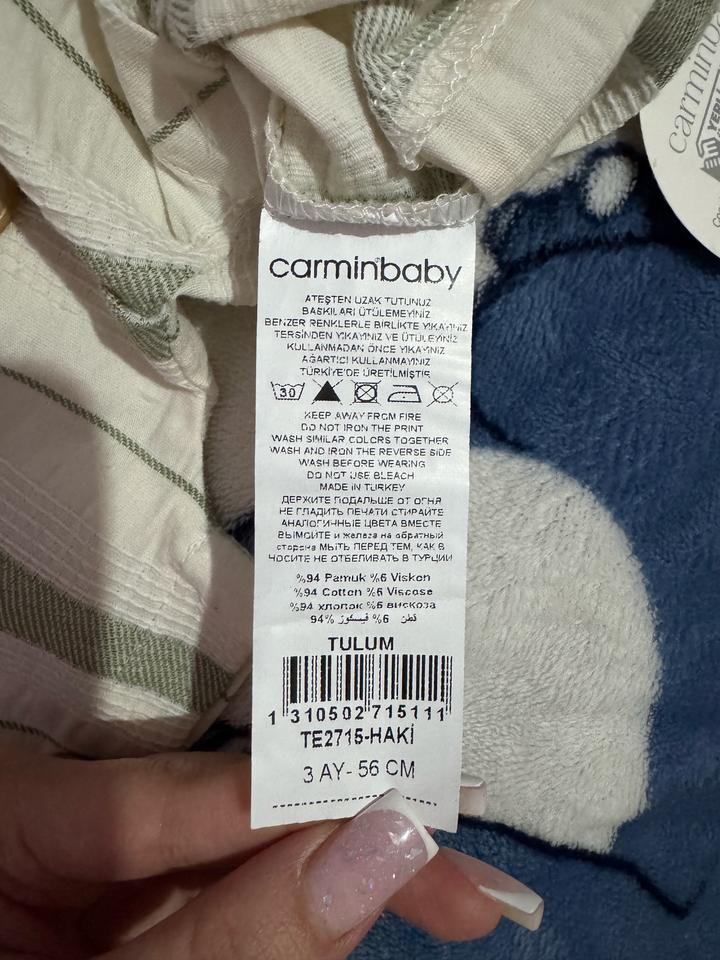 carminbaby
ATEŞTEN UZAK TUTUNUZ
BASKILARI ÜTÜLEMEYİNİZ
BENZER RENKLERLE BİRLİKTE YIKAYINIZ
TERSİNDEN YIKAYINIZ VE ÜTÜLEYİNİZ
KULLANMADAN ÖNCE YIKAYINIZ
AĞARTICI KULLANMAYINIZ
TÜRKİYE'DE ÜRETİLMİŞTİR
30
KEEP AWAY FROM FIRE
DO NOT IRON THE PRINT
WASH SIMILAR COLORS TOGETHER
WASH AND IRON THE REVERSE SIDE
WASH BEFORE WEARING
DO NOT USE BLEACH
MADE IN TURKEY
ДЕРЖИТЕ ПОДАЛЬШЕ ОТ ОГНЯ
НЕ ГЛАДИТЬ ПЕЧАТИ СТИРАЙТЕ
АНАЛОГИЧНЫЕ ЦВЕТА ВМЕСТЕ
ВЫМОЙТЕ и железа на обратный
сторона МЫТЬ ПЕРЕД ТЕМ, КАК В
НОСИТЕ НЕ ОТБЕЛИВАТЬ В ТУРЦИИ
%94 Pamuk %6 Viskon
%94 Cotton %6 Viscose
%94 хлопок %6 вискоза
قطن 6% فيسكوز 94%
TULUM
1 310502 715111
TE2715-HAKİ
3 AY- 56 CM
carminb
YERLİ